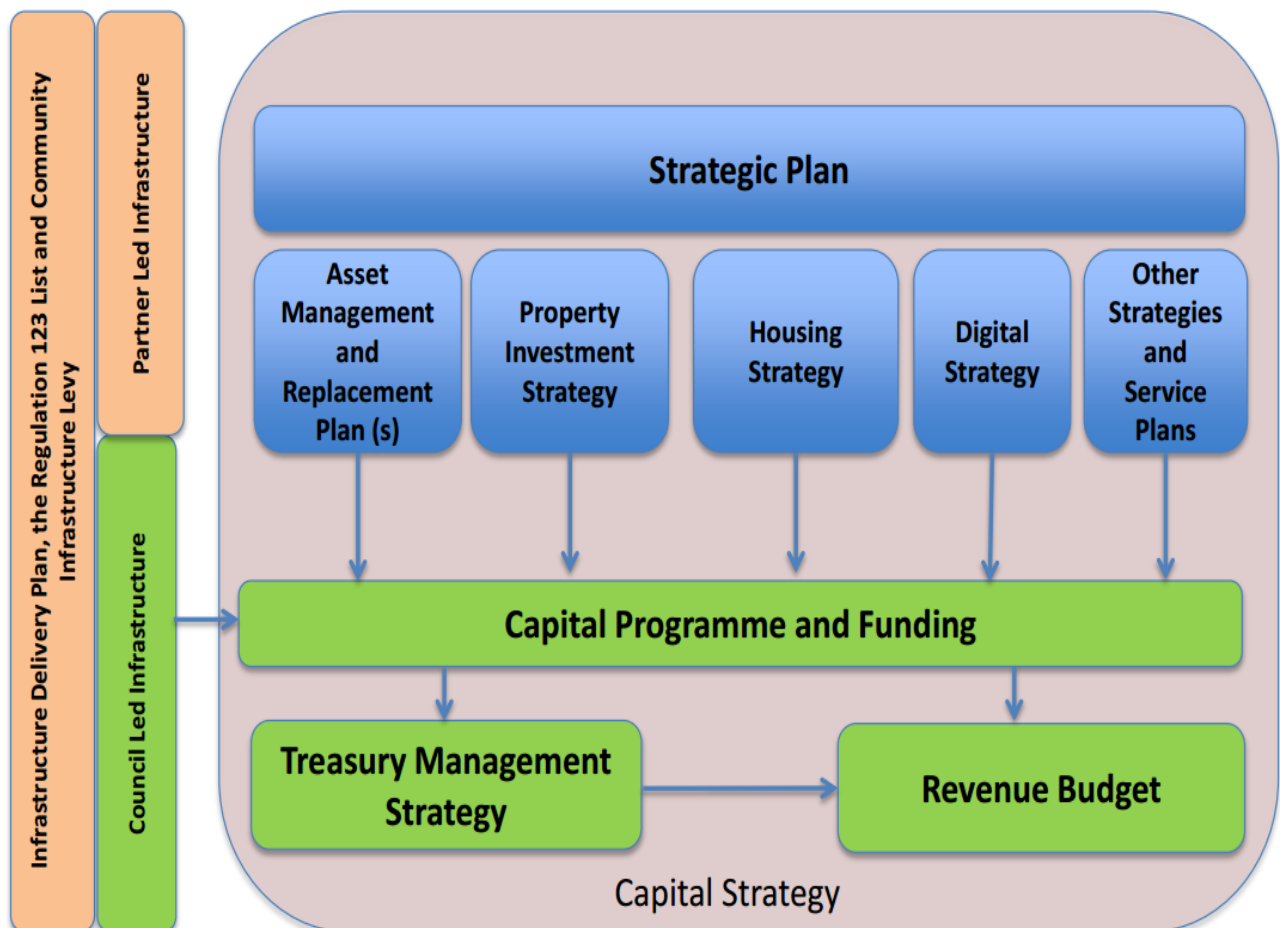 Infrastructure Delivery Plan, the Regulation 123 List and Community
Infrastructure Levy
Partner Led Infrastructure
Council Led Infrastructure
Strategic Plan
Asset
Management
and
Replacement
Plan (s)
Property
Investment
Strategy
Housing
Strategy
Digital
Strategy
Other
Strategies
and
Service
Plans
Capital Programme and Funding
Treasury Management
Strategy
Revenue Budget
Capital Strategy